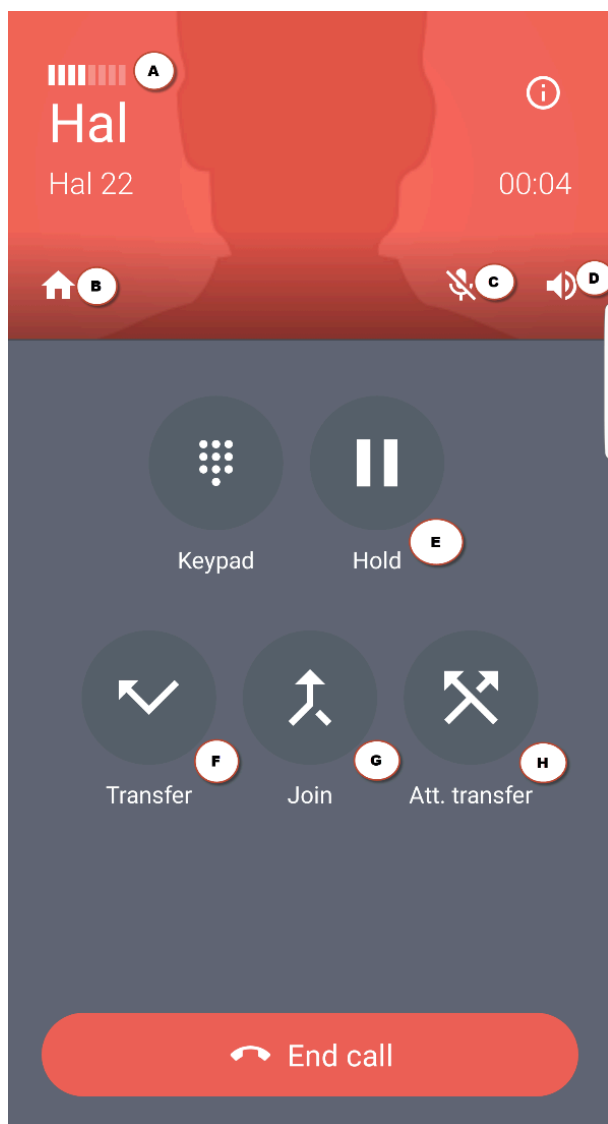 A
Hal
Hal 22 00:04
B C D
E
Keypad Hold
F G H
Transfer Join Att. transfer
End call